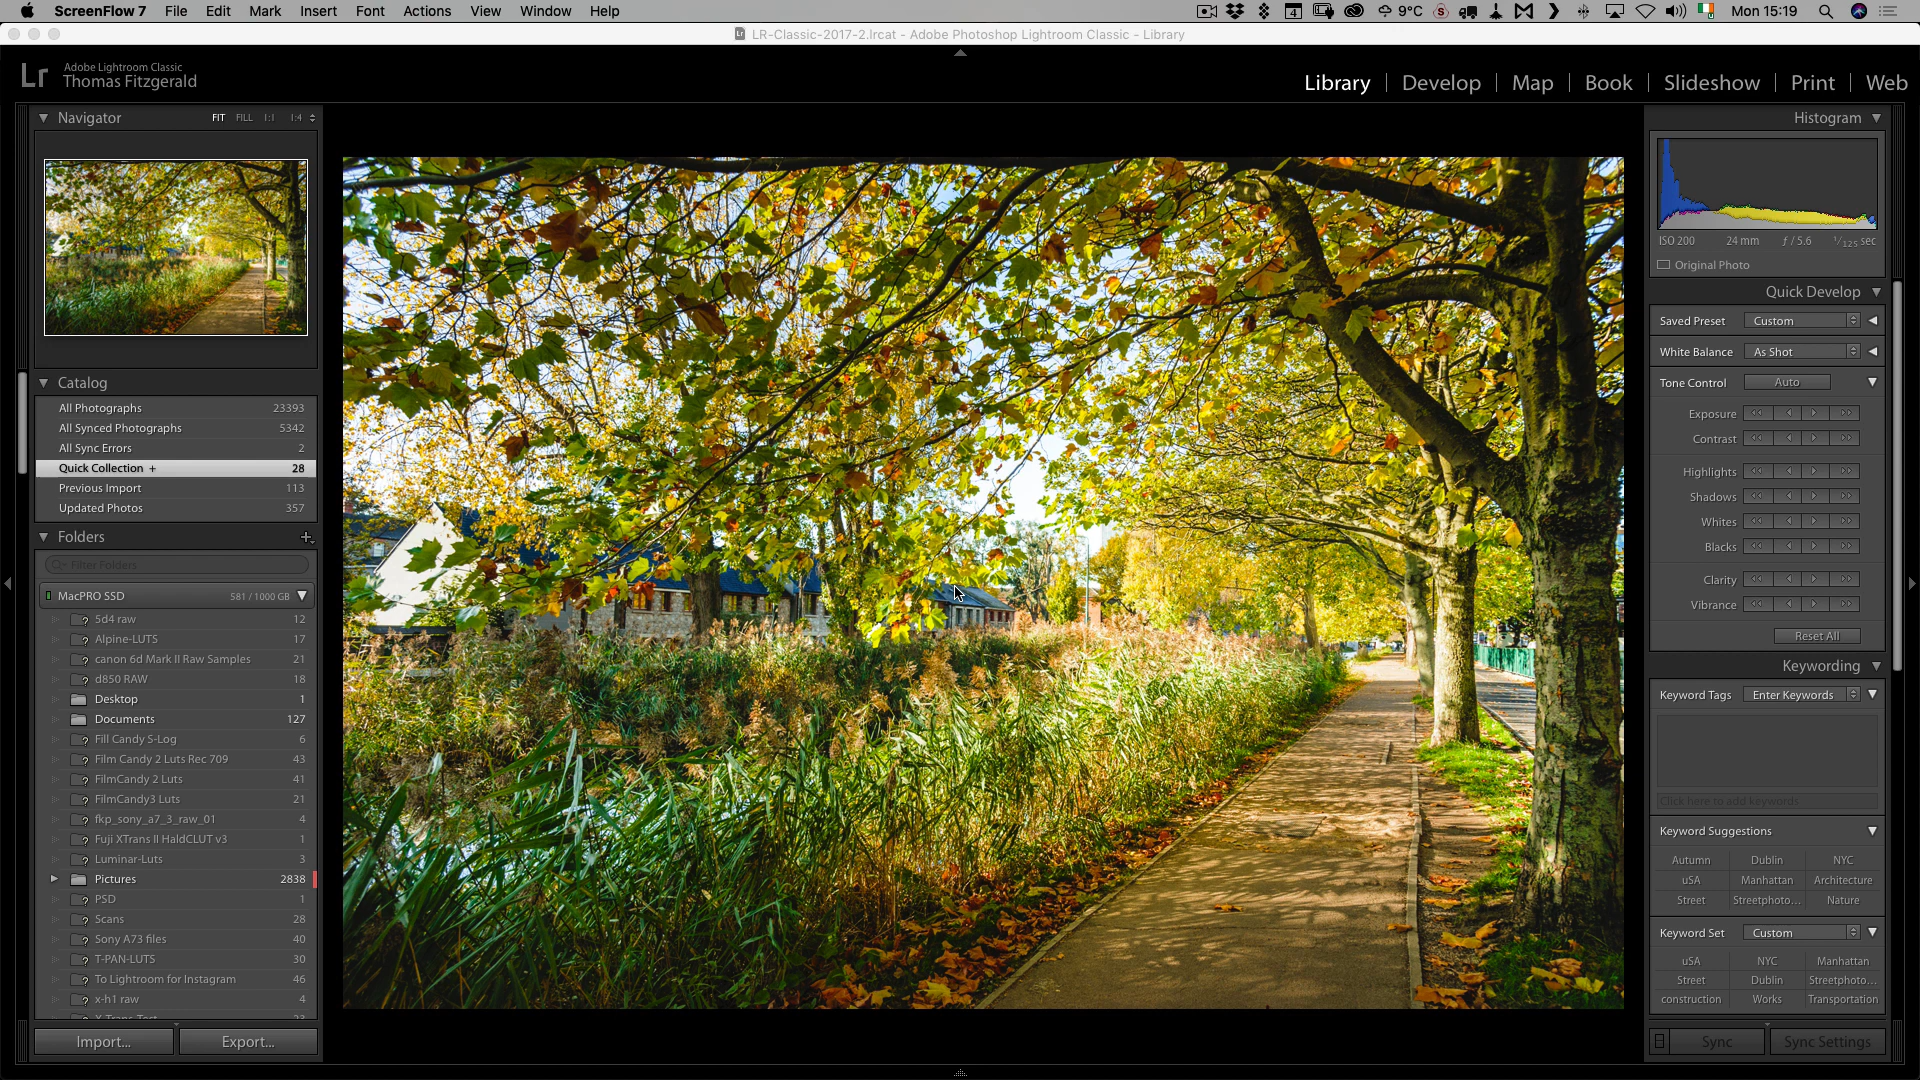 ScreenFlow 7 File Edit Mark Insert Font Actions View Window Help 4 9°C S Mon 15:19
LR-Classic-2017-2.lrcat - Adobe Photoshop Lightroom Classic - Library
Lr Adobe Lightroom Classic
Thomas Fitzgerald
Library Develop Map Book Slideshow Print Web
Navigator FIT FILL 1:1 1:4
Catalog
All Photographs 23393
All Synced Photographs 5342
All Sync Errors 2
Quick Collection + 28
Previous Import 113
Updated Photos 357
Folders
Filter Folders
MacPRO SSD 581 / 1000 GB
5d4 raw 12
Alpine-LUTS 17
canon 6d Mark II Raw Samples 21
d850 RAW 18
Desktop 1
Documents 127
Fill Candy S-Log 6
Film Candy 2 Luts Rec 709 43
FilmCandy 2 Luts 41
FilmCandy3 Luts 21
fkp_sony_a7_3_raw_01 4
Fuji XTrans II HaldCLUT v3 1
Luminar-Luts 3
Pictures 2838
PSD 1
Scans 28
Sony A73 files 40
T-PAN-LUTS 30
To Lightroom for Instagram 46
x-h1 raw 4
Import... Export...
Histogram
ISO 200 24 mm ƒ / 5.6 1/125 sec
Original Photo
Quick Develop
Saved Preset Custom
White Balance As Shot
Tone Control Auto
Exposure
Contrast
Highlights
Shadows
Whites
Blacks
Clarity
Vibrance
Reset All
Keywording
Keyword Tags Enter Keywords
Click here to add keywords
Keyword Suggestions
Autumn Dublin NYC
uSA Manhattan Architecture
Street Streetphoto... Nature
Keyword Set Custom
uSA NYC Manhattan
Street Dublin Streetphoto...
construction Works Transportation
Sync Sync Settings